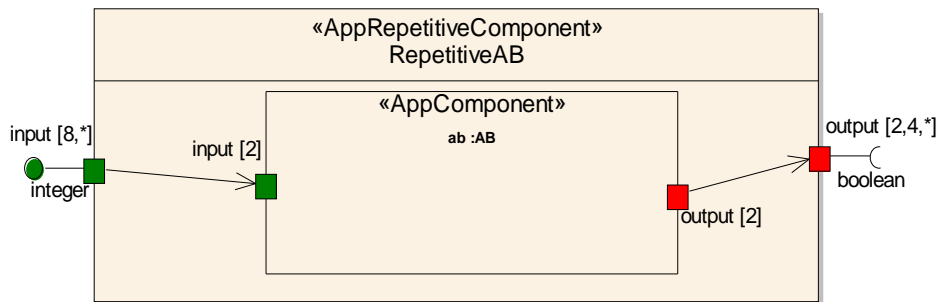 «AppRepetitiveComponent»
RepetitiveAB
«AppComponent»
ab :AB
input [8,*]
integer
input [2]
output [2]
output [2,4,*]
boolean